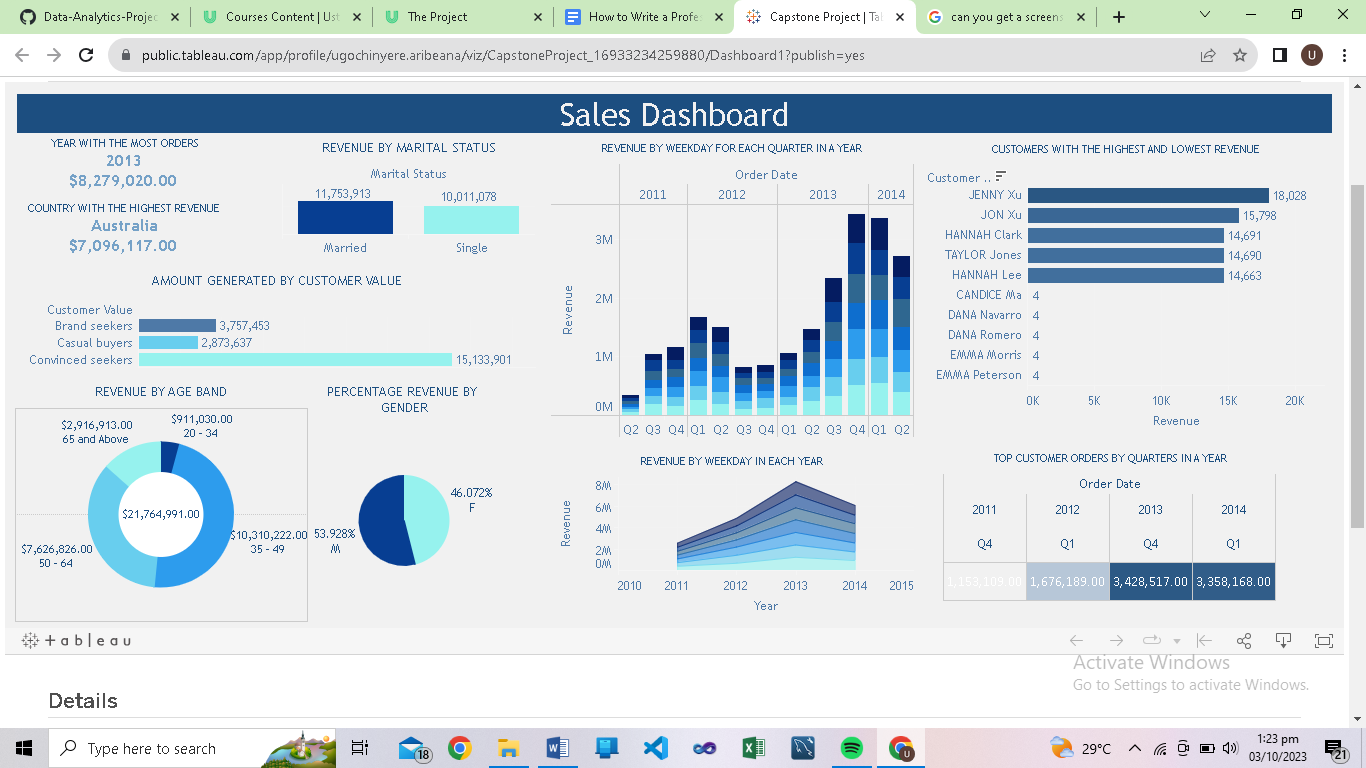 Data-Analytics-Projec
Courses Content | Ust
The Project
How to Write a Profes
Capstone Project | Tal
can you get a screens
public.tableau.com/app/profile/ugochinyere.aribeana/viz/CapstoneProject_16933234259880/Dashboard1?publish=yes
U
Sales Dashboard
YEAR WITH THE MOST ORDERS
2013
$8,279,020.00
COUNTRY WITH THE HIGHEST REVENUE
Australia
$7,096,117.00
REVENUE BY MARITAL STATUS
Marital Status
11,753,913
10,011,078
Married
Single
AMOUNT GENERATED BY CUSTOMER VALUE
Customer Value
Brand seekers 3,757,453
Casual buyers 2,873,637
Convinced seekers 15,133,901
REVENUE BY AGE BAND
$2,916,913.00
65 and Above
$911,030.00
20 - 34
$21,764,991.00
$10,310,222.00
35 - 49
$7,626,826.00
50 - 64
PERCENTAGE REVENUE BY
GENDER
46.072%
F
53.928%
M
REVENUE BY WEEKDAY FOR EACH QUARTER IN A YEAR
Order Date
2011 2012 2013 2014
Revenue
3M
2M
1M
0M
Q2 Q3 Q4 Q1 Q2 Q3 Q4 Q1 Q2 Q3 Q4 Q1 Q2
REVENUE BY WEEKDAY IN EACH YEAR
Revenue
8M
6M
4M
2M
0M
2010 2011 2012 2013 2014 2015
Year
CUSTOMERS WITH THE HIGHEST AND LOWEST REVENUE
Customer ..
JENNY Xu 18,028
JON Xu 15,798
HANNAH Clark 14,691
TAYLOR Jones 14,690
HANNAH Lee 14,663
CANDICE Ma 4
DANA Navarro 4
DANA Romero 4
EMMA Morris 4
EMMA Peterson 4
0K 5K 10K 15K 20K
Revenue
TOP CUSTOMER ORDERS BY QUARTERS IN A YEAR
Order Date
2011 2012 2013 2014
Q4 Q1 Q4 Q1
1,159,109.00 1,676,189.00 3,428,517.00 3,358,168.00
+ableau
Activate Windows
Go to Settings to activate Windows.
Details
Type here to search
18
U
29°C
1:23 pm
03/10/2023
21